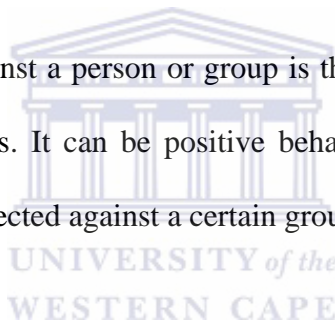 nst a person or group is th
s. It can be positive beha
ected against a certain grou
UNIVERSITY of the
WESTERN CAPE